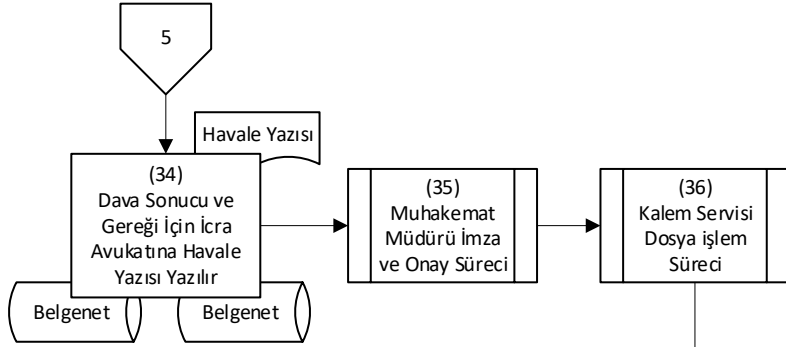 5
Havale Yazısı
(34)
Dava Sonucu ve
Gereği İçin İcra
Avukatına Havale
Yazısı Yazılır
Belgenet
Belgenet
(35)
Muhakemat
Müdürü İmza
ve Onay Süreci
(36)
Kalem Servisi
Dosya işlem
Süreci